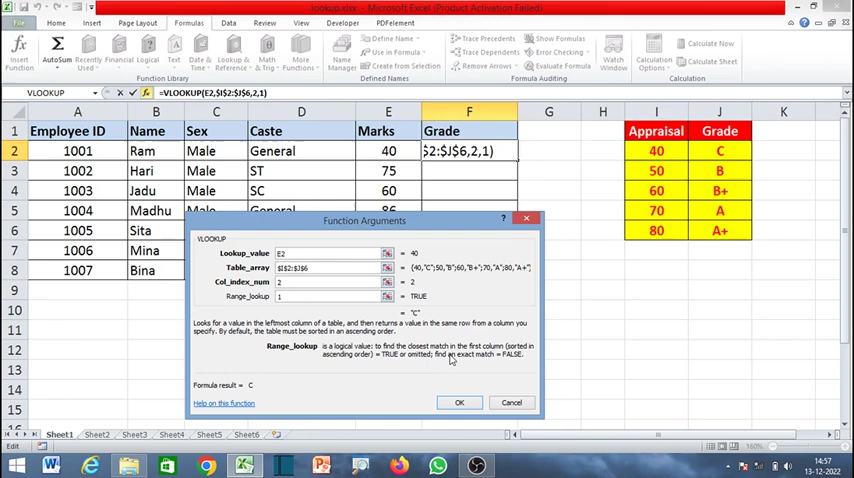 lookup.xlsx - Microsoft Excel (Product Activation Failed)
File Home Insert Page Layout Formulas Data Review View Developer PDFelement
Insert Function
AutoSum
Recently Used
Financial
Logical
Text
Date & Time
Lookup & Reference
Math & Trig
More Functions
Function Library
Name Manager
Define Name
Use in Formula
Create from Selection
Defined Names
Trace Precedents
Trace Dependents
Remove Arrows
Show Formulas
Error Checking
Evaluate Formula
Formula Auditing
Watch Window
Calculation Options
Calculate Now
Calculate Sheet
Calculation
VLOOKUP =VLOOKUP(E2,$I$2:$J$6,2,1)
A B C D E F G H I J K
1 Employee ID Name Sex Caste Marks Grade Appraisal Grade
2 1001 Ram Male General 40 $2:$J$6,2,1) 40 C
3 1002 Hari Male ST 75 50 B
4 1003 Jadu Male SC 60 60 B+
5 1004 Madhu Male General 86 70 A
6 1005 Sita 80 A+
7 1006 Mina
8 1007 Bina
9
10
11
12
13
14
15
Function Arguments
VLOOKUP
Lookup_value E2 = 40
Table_array $I$2:$J$6 = {40,"C";50,"B";60,"B+";70,"A";80,"A+"}
Col_index_num 2 = 2
Range_lookup 1 = TRUE
= "C"
Looks for a value in the leftmost column of a table, and then returns a value in the same row from a column you
specify. By default, the table must be sorted in an ascending order.
Range_lookup is a logical value: to find the closest match in the first column (sorted in
ascending order) = TRUE or omitted; find an exact match = FALSE.
Formula result = C
Help on this function OK Cancel
Sheet1 Sheet2 Sheet3 Sheet4 Sheet5 Sheet6
Edit 160%
14:57
13-12-2022